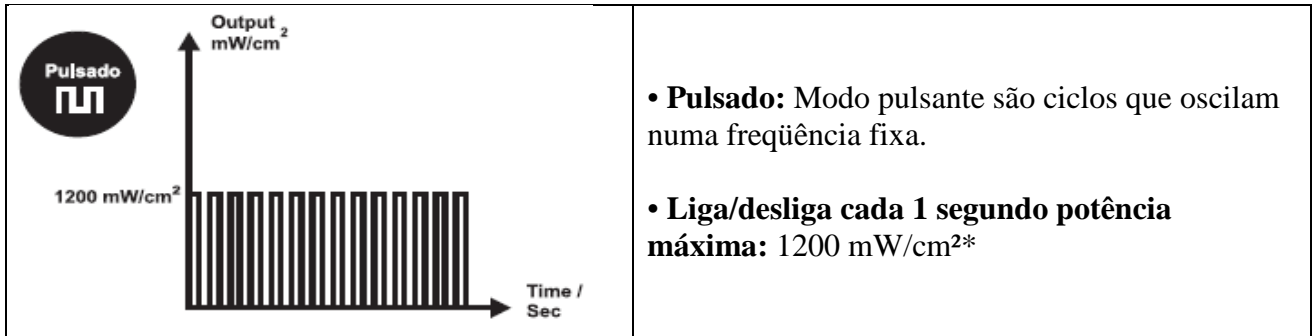 Output
mW/cm²
Pulsado
1200 mW/cm²
Time /
Sec
• Pulsado: Modo pulsante são ciclos que oscilam
numa freqüência fixa.
• Liga/desliga cada 1 segundo potência
máxima: 1200 mW/cm²*